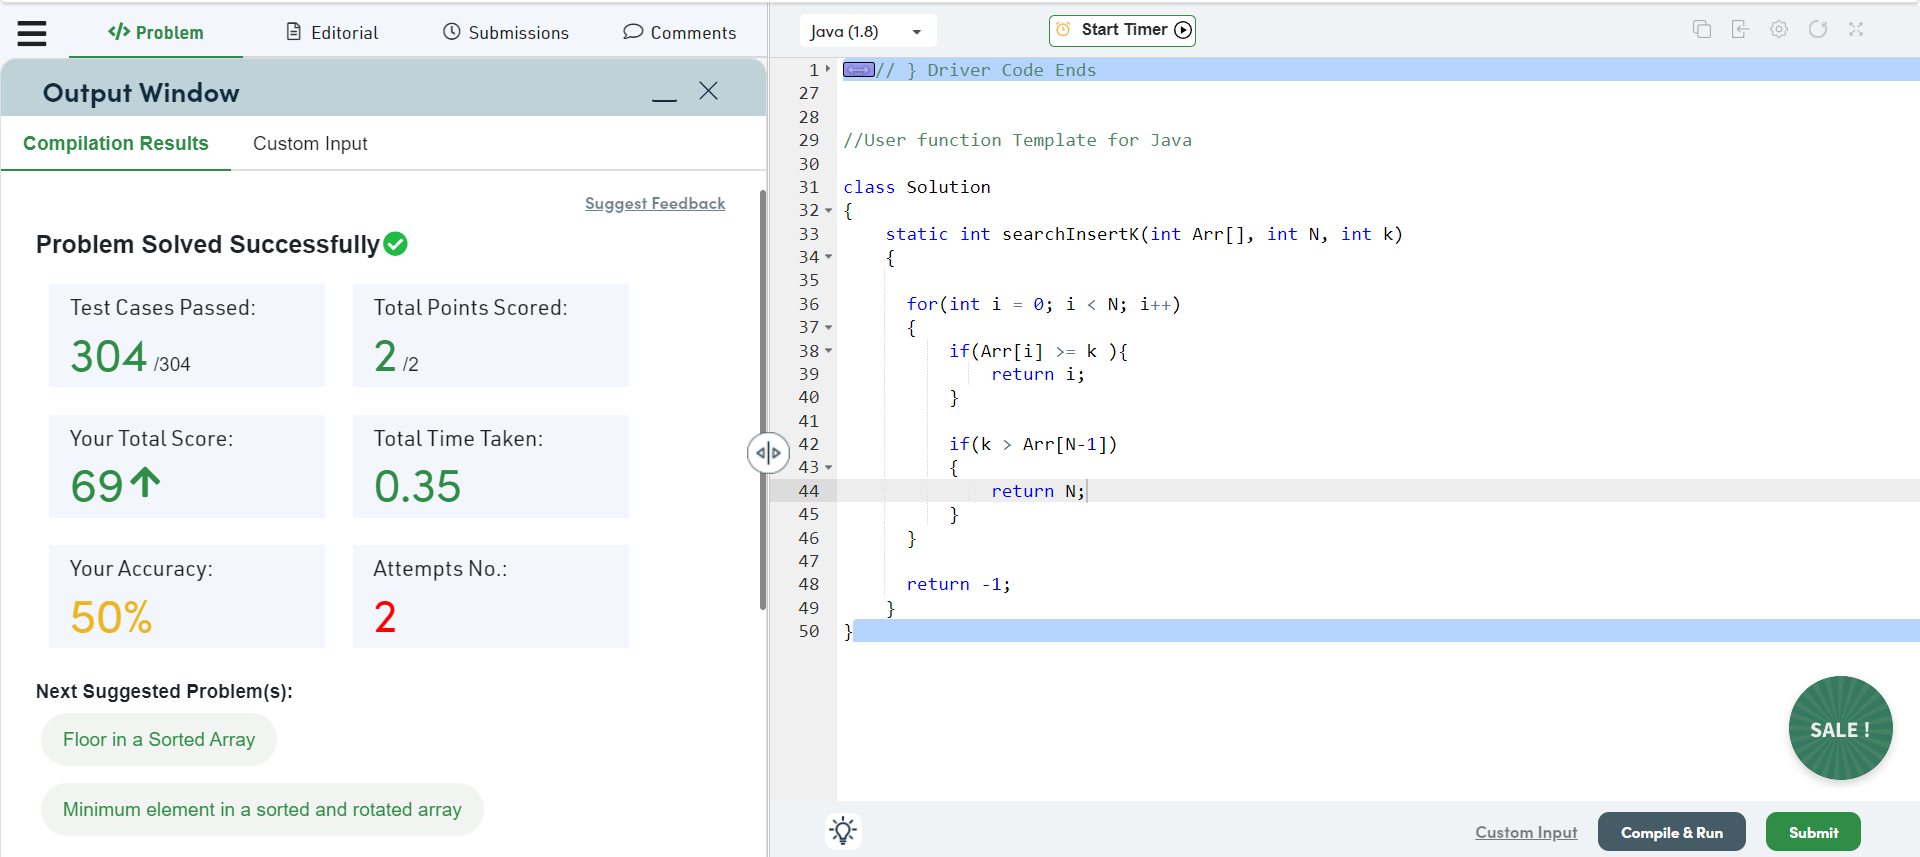 </> Problem
Editorial
Submissions
Comments
Java (1.8)
Start Timer
Output Window
Compilation Results
Custom Input
Suggest Feedback
Problem Solved Successfully
Test Cases Passed:
304 /304
Total Points Scored:
2 /2
Your Total Score:
69
Total Time Taken:
0.35
Your Accuracy:
50%
Attempts No.:
2
Next Suggested Problem(s):
Floor in a Sorted Array
Minimum element in a sorted and rotated array
1 // } Driver Code Ends
27
28
29 //User function Template for Java
30
31 class Solution
32 {
33 static int searchInsertK(int Arr[], int N, int k)
34 {
35
36 for(int i = 0; i < N; i++)
37 {
38 if(Arr[i] >= k ){
39 return i;
40 }
41
42 if(k > Arr[N-1])
43 {
44 return N;
45 }
46 }
47
48 return -1;
49 }
50 }
SALE !
Custom Input
Compile & Run
Submit